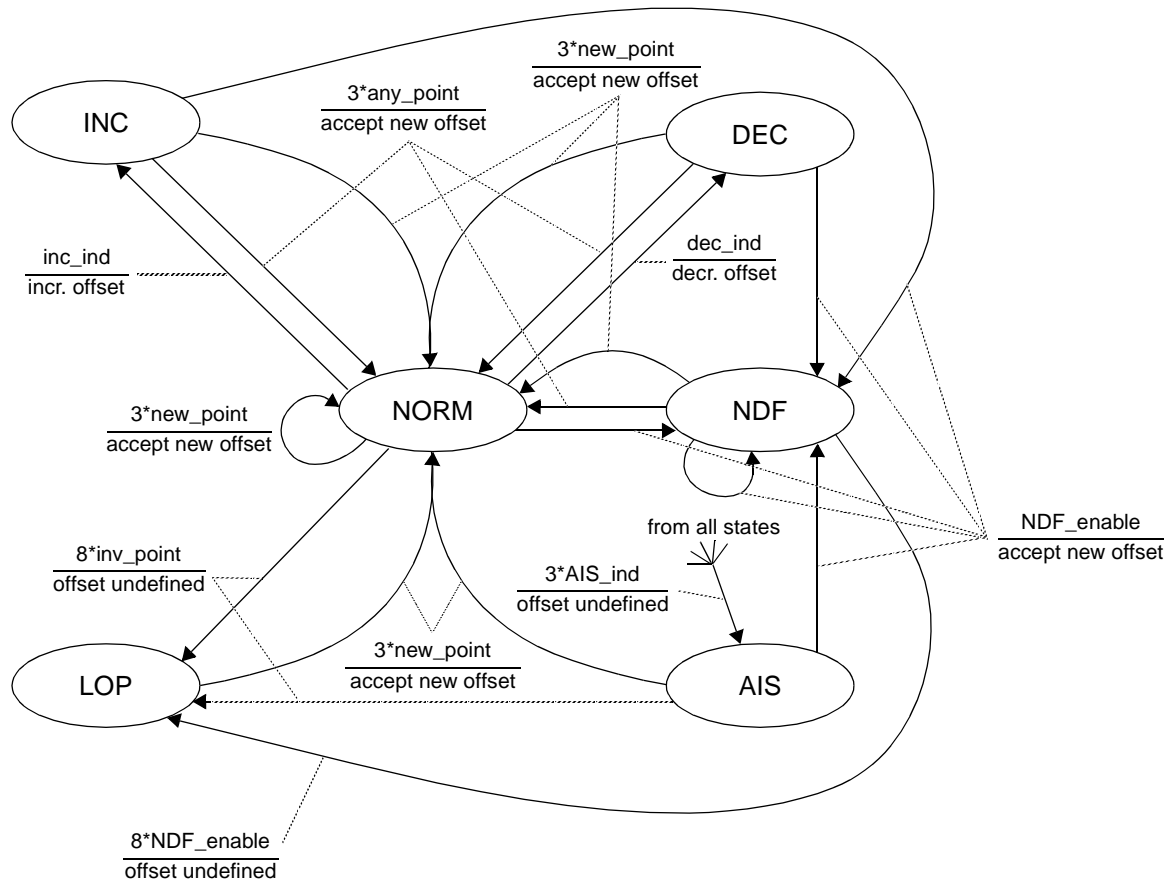 3*new_point
accept new offset
3*any_point
accept new offset
INC
DEC
inc_ind
incr. offset
dec_ind
decr. offset
3*new_point
accept new offset
NORM
NDF
from all states
NDF_enable
accept new offset
8*inv_point
offset undefined
3*AIS_ind
offset undefined
3*new_point
accept new offset
LOP
AIS
8*NDF_enable
offset undefined